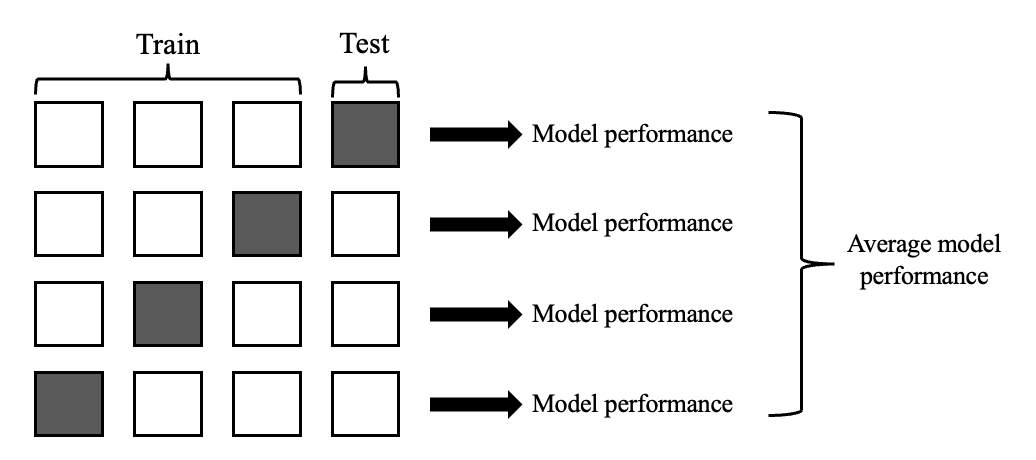 Train
Test
Model performance
Model performance
Model performance
Model performance
Average model
performance